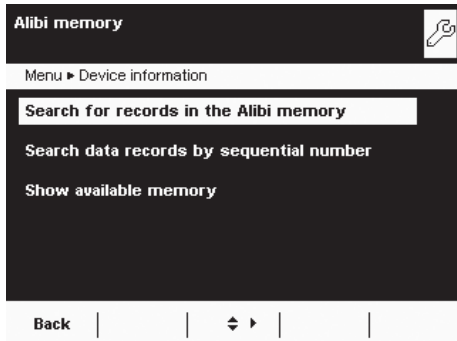 Alibi memory
Menu ▸ Device information
Search for records in the Alibi memory
Search data records by sequential number
Show available memory
Back